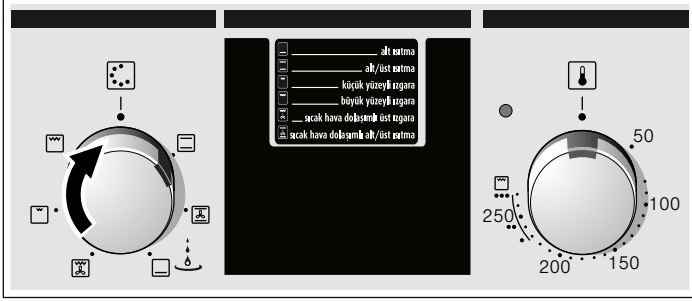 alt ısıtma
alt/üst ısıtma
küçük yüzeyli ızgara
büyük yüzeyli ızgara
sıcak hava dolaşımlı üst ızgara
sıcak hava dolaşımlı alt/üst ısıtma
50
100
150
200
250